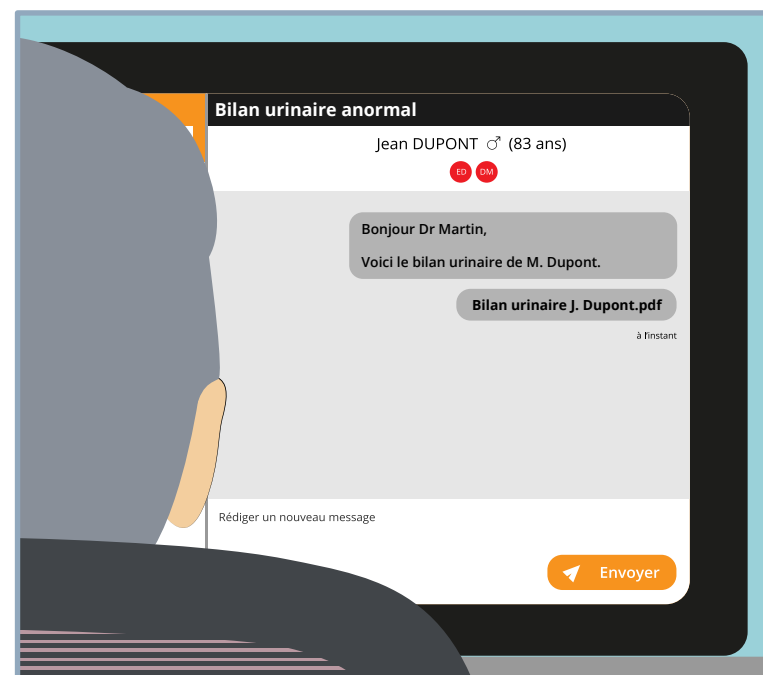 Bilan urinaire anormal
Jean DUPONT ♂ (83 ans)
ED DM
Bonjour Dr Martin,
Voici le bilan urinaire de M. Dupont.
Bilan urinaire J. Dupont.pdf
à l'instant
Rédiger un nouveau message
Envoyer